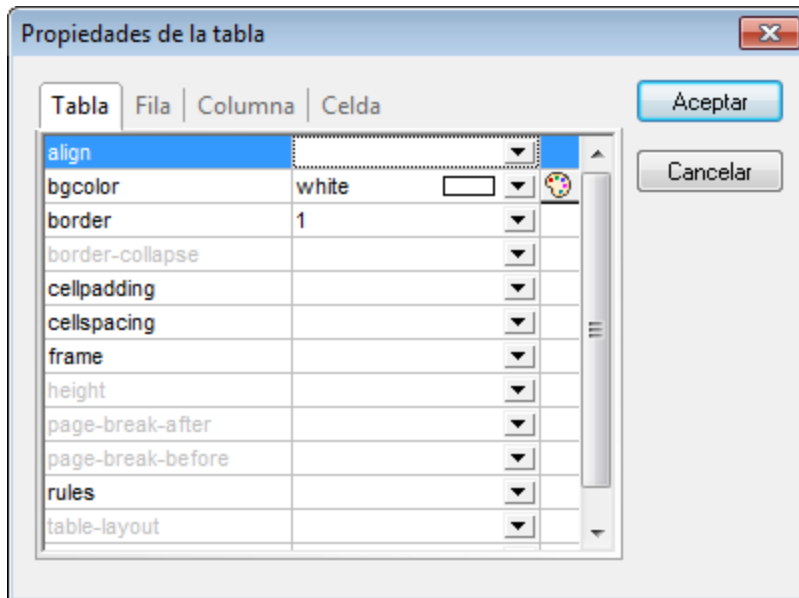 Propiedades de la tabla
Tabla Fila Columna Celda
Aceptar
Cancelar
align
bgcolor white
border 1
border-collapse
cellpadding
cellspacing
frame
height
page-break-after
page-break-before
rules
table-layout